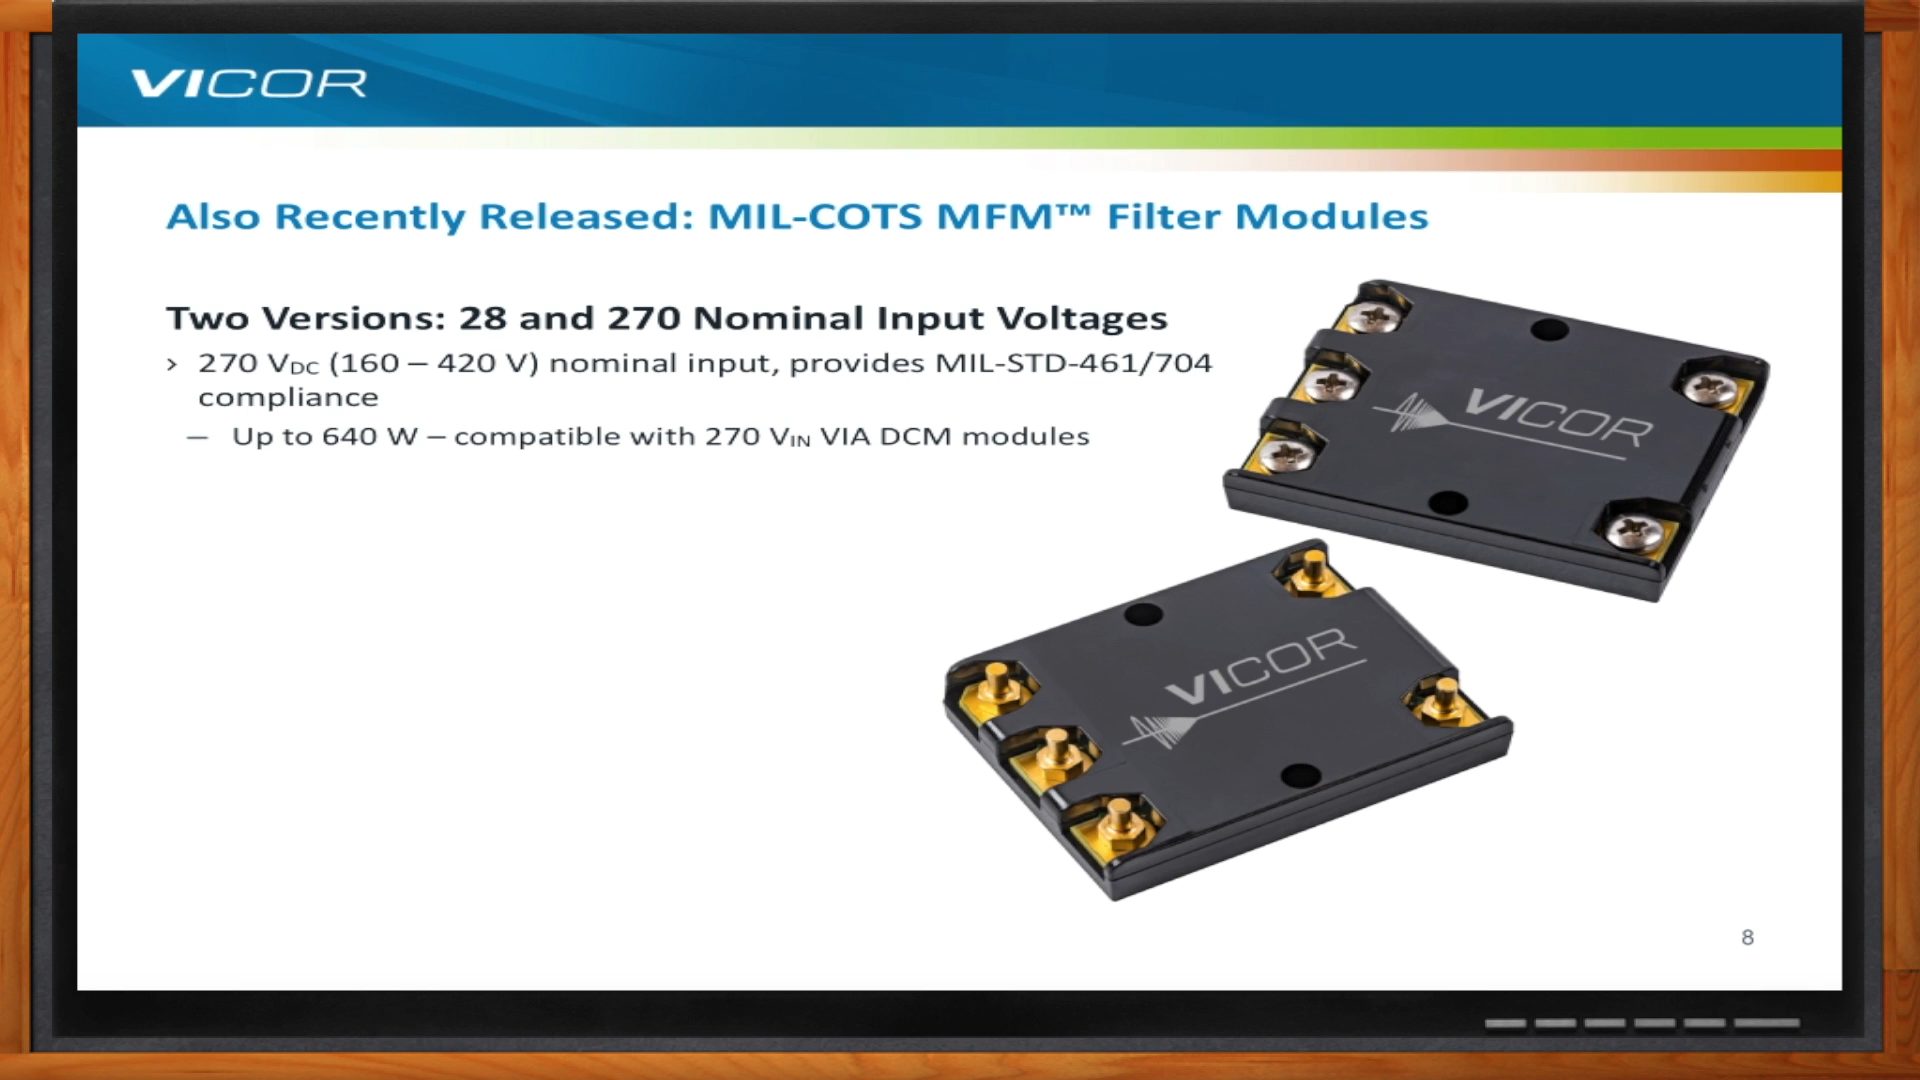 VICOR
Also Recently Released: MIL-COTS MFM™ Filter Modules
Two Versions: 28 and 270 Nominal Input Voltages
› 270 VDC (160 – 420 V) nominal input, provides MIL-STD-461/704
compliance
— Up to 640 W – compatible with 270 VIN VIA DCM modules
VICOR
VICOR
8